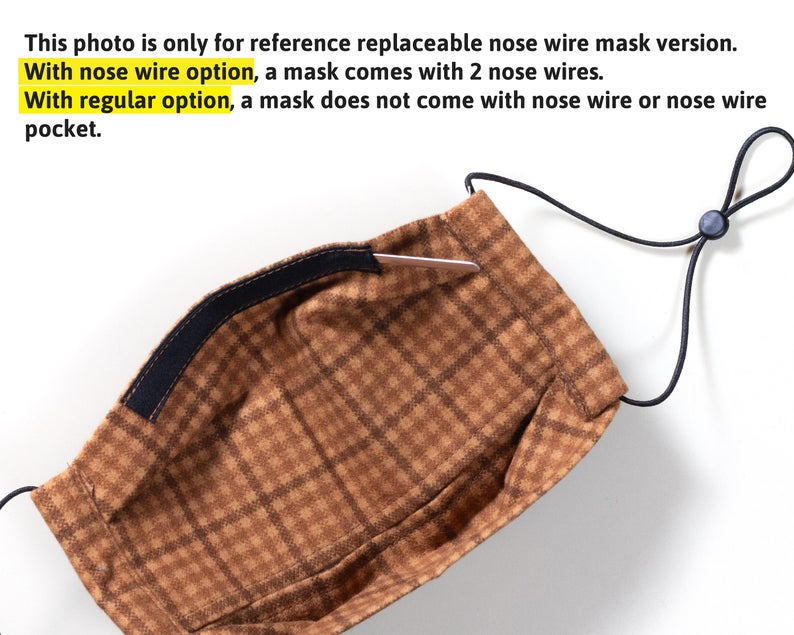 This photo is only for reference replaceable nose wire mask version.
With nose wire option, a mask comes with 2 nose wires.
With regular option, a mask does not come with nose wire or nose wire
pocket.